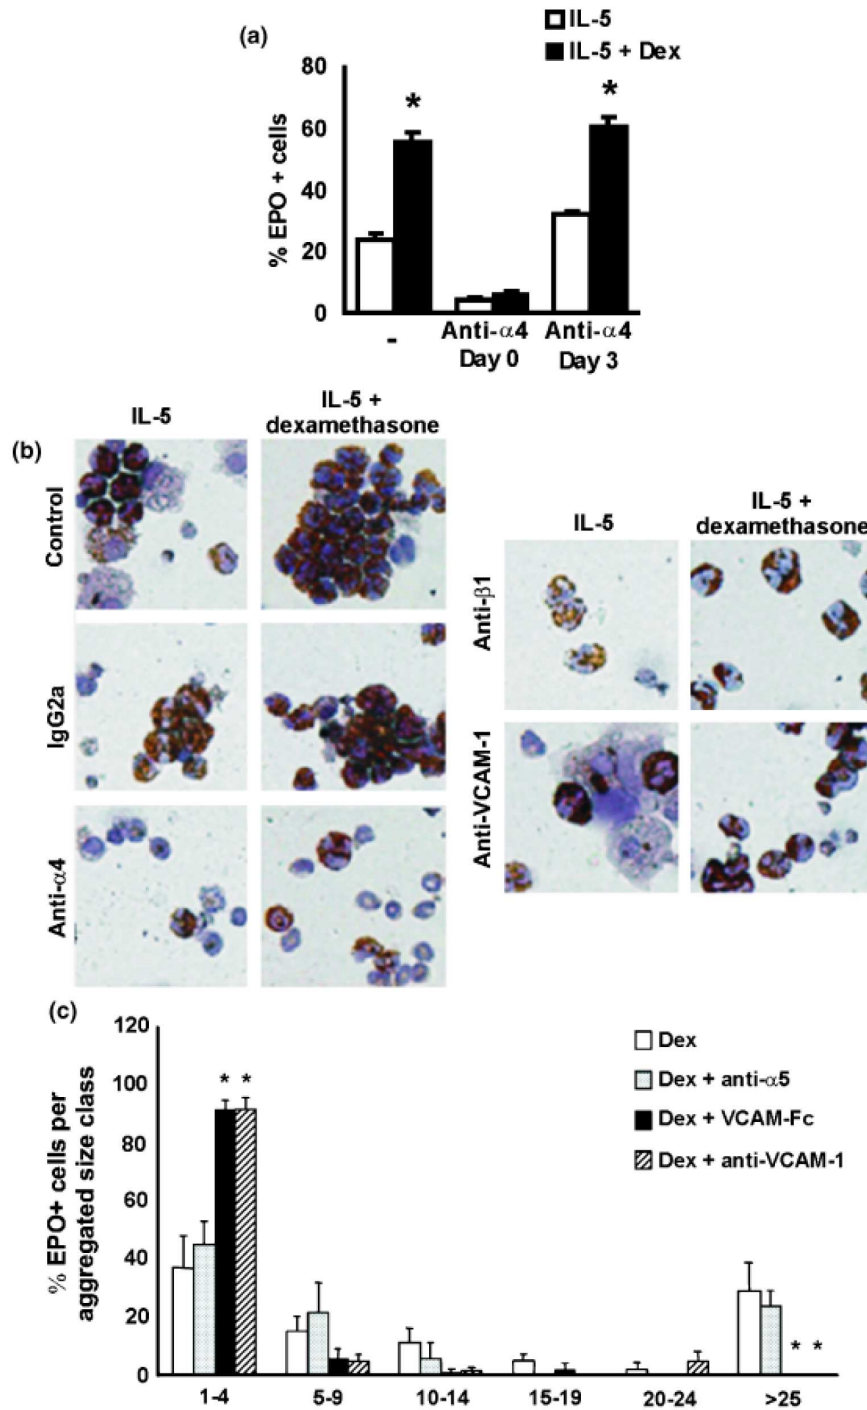 (a)
IL-5
IL-5 + Dex
% EPO + cells
80
60
40
20
0
*
*
-
Anti-α4
Day 0
Anti-α4
Day 3
(b)
IL-5
IL-5 +
dexamethasone
Control
IgG2a
Anti-α4
IL-5
IL-5 +
dexamethasone
Anti-β1
Anti-VCAM-1
(c)
% EPO+ cells per
aggregated size class
120
100
80
60
40
20
0
Dex
Dex + anti-α5
Dex + VCAM-Fc
Dex + anti-VCAM-1
* *
* *
1-4 5-9 10-14 15-19 20-24 >25